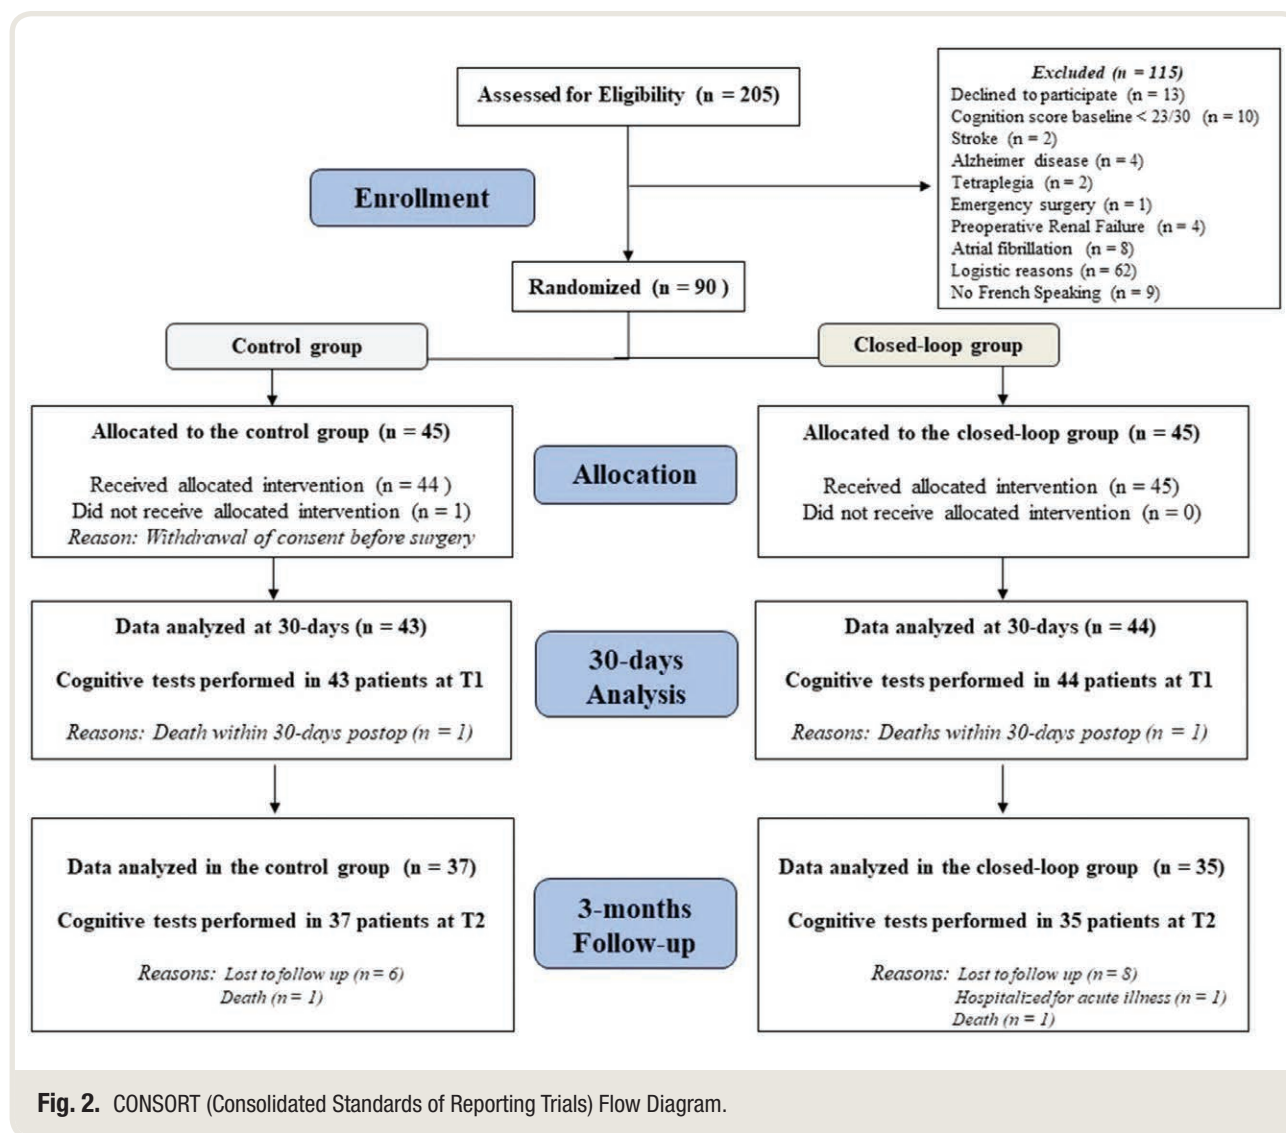 Assessed for Eligibility (n = 205)
Excluded (n = 115)
Declined to participate (n = 13)
Cognition score baseline < 23/30 (n = 10)
Stroke (n = 2)
Alzheimer disease (n = 4)
Tetraplegia (n = 2)
Emergency surgery (n = 1)
Preoperative Renal Failure (n = 4)
Atrial fibrillation (n = 8)
Logistic reasons (n = 62)
No French Speaking (n = 9)
Enrollment
Randomized (n = 90 )
Control group
Closed-loop group
Allocated to the control group (n = 45)
Received allocated intervention (n = 44 )
Did not receive allocated intervention (n = 1)
Reason: Withdrawal of consent before surgery
Allocation
Allocated to the closed-loop group (n = 45)
Received allocated intervention (n = 45)
Did not receive allocated intervention (n = 0)
Data analyzed at 30-days (n = 43)
Cognitive tests performed in 43 patients at T1
Reasons: Death within 30-days postop (n = 1)
30-days
Analysis
Data analyzed at 30-days (n = 44)
Cognitive tests performed in 44 patients at T1
Reasons: Deaths within 30-days postop (n = 1)
Data analyzed in the control group (n = 37)
Cognitive tests performed in 37 patients at T2
Reasons: Lost to follow up (n = 6)
Death (n = 1)
3-months
Follow-up
Data analyzed in the closed-loop group (n = 35)
Cognitive tests performed in 35 patients at T2
Reasons: Lost to follow up (n = 8)
Hospitalized for acute illness (n = 1)
Death (n = 1)
Fig. 2. CONSORT (Consolidated Standards of Reporting Trials) Flow Diagram.